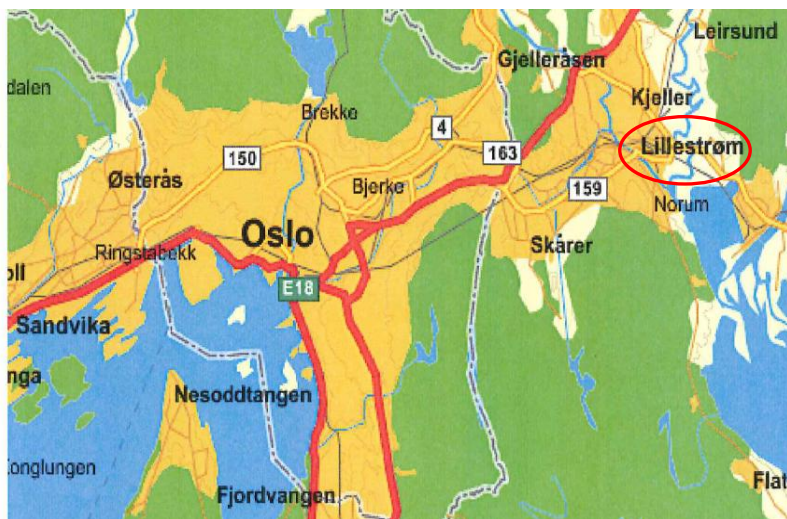 Leirsund
Gjelleråsen
dalen
Kjeller
Brekke
4
Lillestrøm
163
150
Bjerke
159
Østerås
Norum
Oslo
Skårer
Ringstabekk
oll
E18
Sandvika
nga
Nesoddtangen
Konglungen
Flat
Fjordvangen